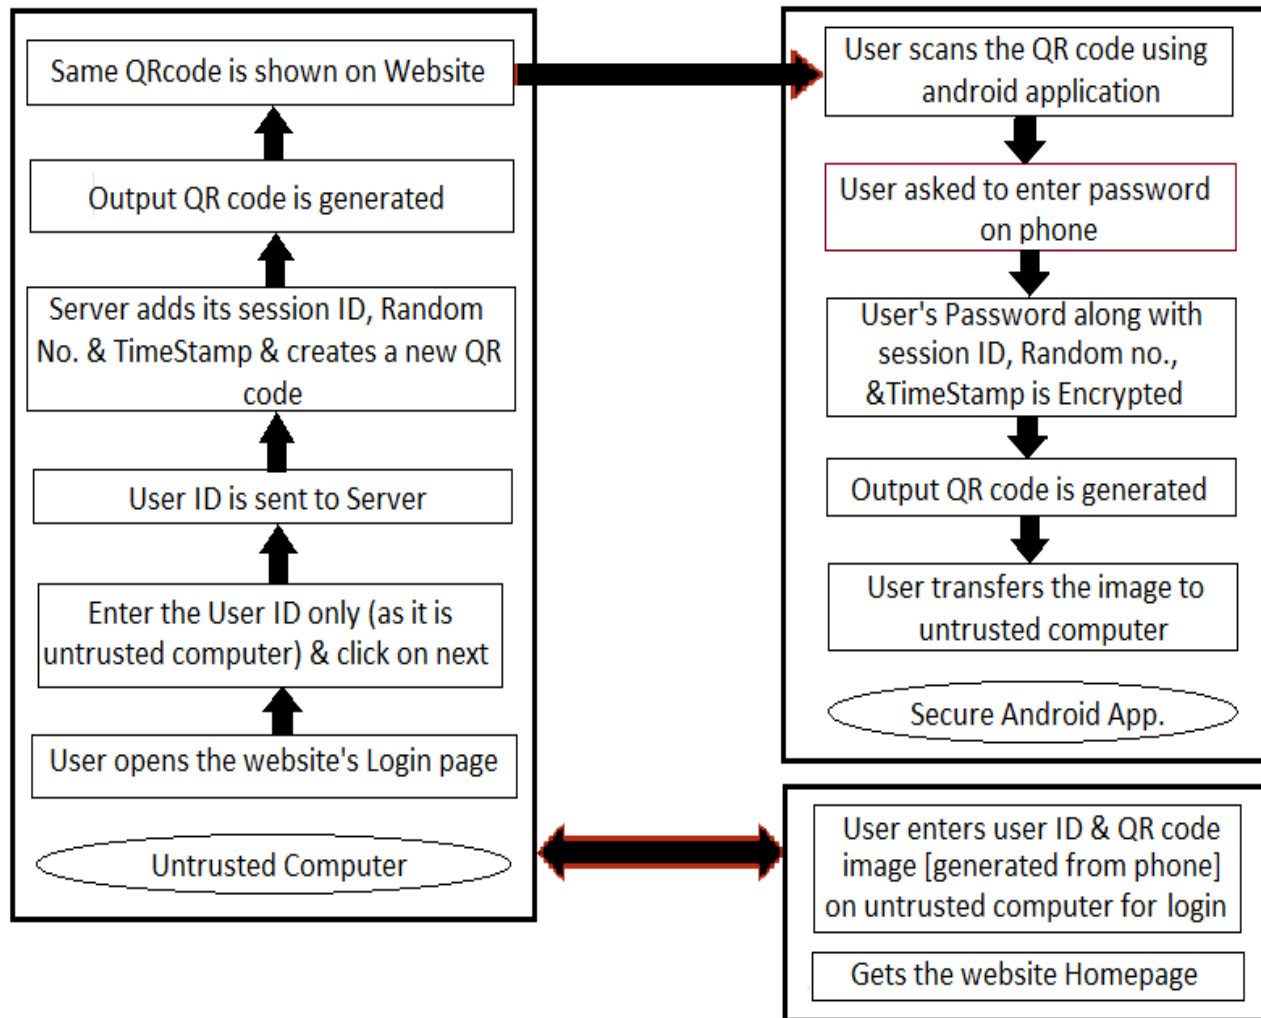 Same QRcode is shown on Website
Output QR code is generated
Server adds its session ID, Random
No. & TimeStamp & creates a new QR
code
User ID is sent to Server
Enter the User ID only (as it is
untrusted computer) & click on next
User opens the website's Login page
Untrusted Computer
User scans the QR code using
android application
User asked to enter password
on phone
User's Password along with
session ID, Random no.,
&TimeStamp is Encrypted
Output QR code is generated
User transfers the image to
untrusted computer
Secure Android App.
User enters user ID & QR code
image [generated from phone]
on untrusted computer for login
Gets the website Homepage